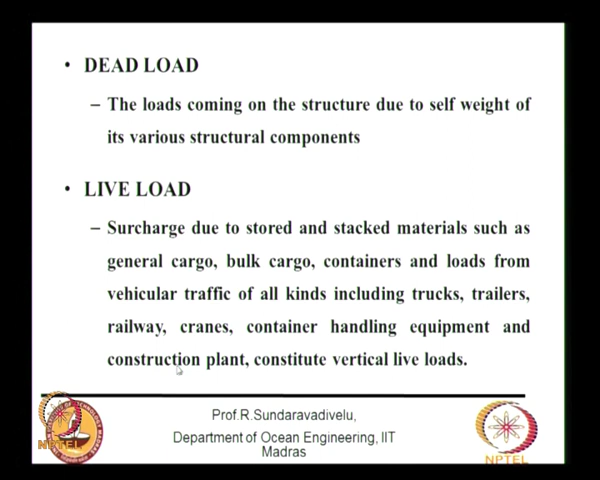 • DEAD LOAD
– The loads coming on the structure due to self weight of
its various structural components
• LIVE LOAD
– Surcharge due to stored and stacked materials such as
general cargo, bulk cargo, containers and loads from
vehicular traffic of all kinds including trucks, trailers,
railway, cranes, container handling equipment and
construction plant, constitute vertical live loads.
Prof.R.Sundaravadivelu,
Department of Ocean Engineering, IIT
Madras
NPTEL
NPTEL